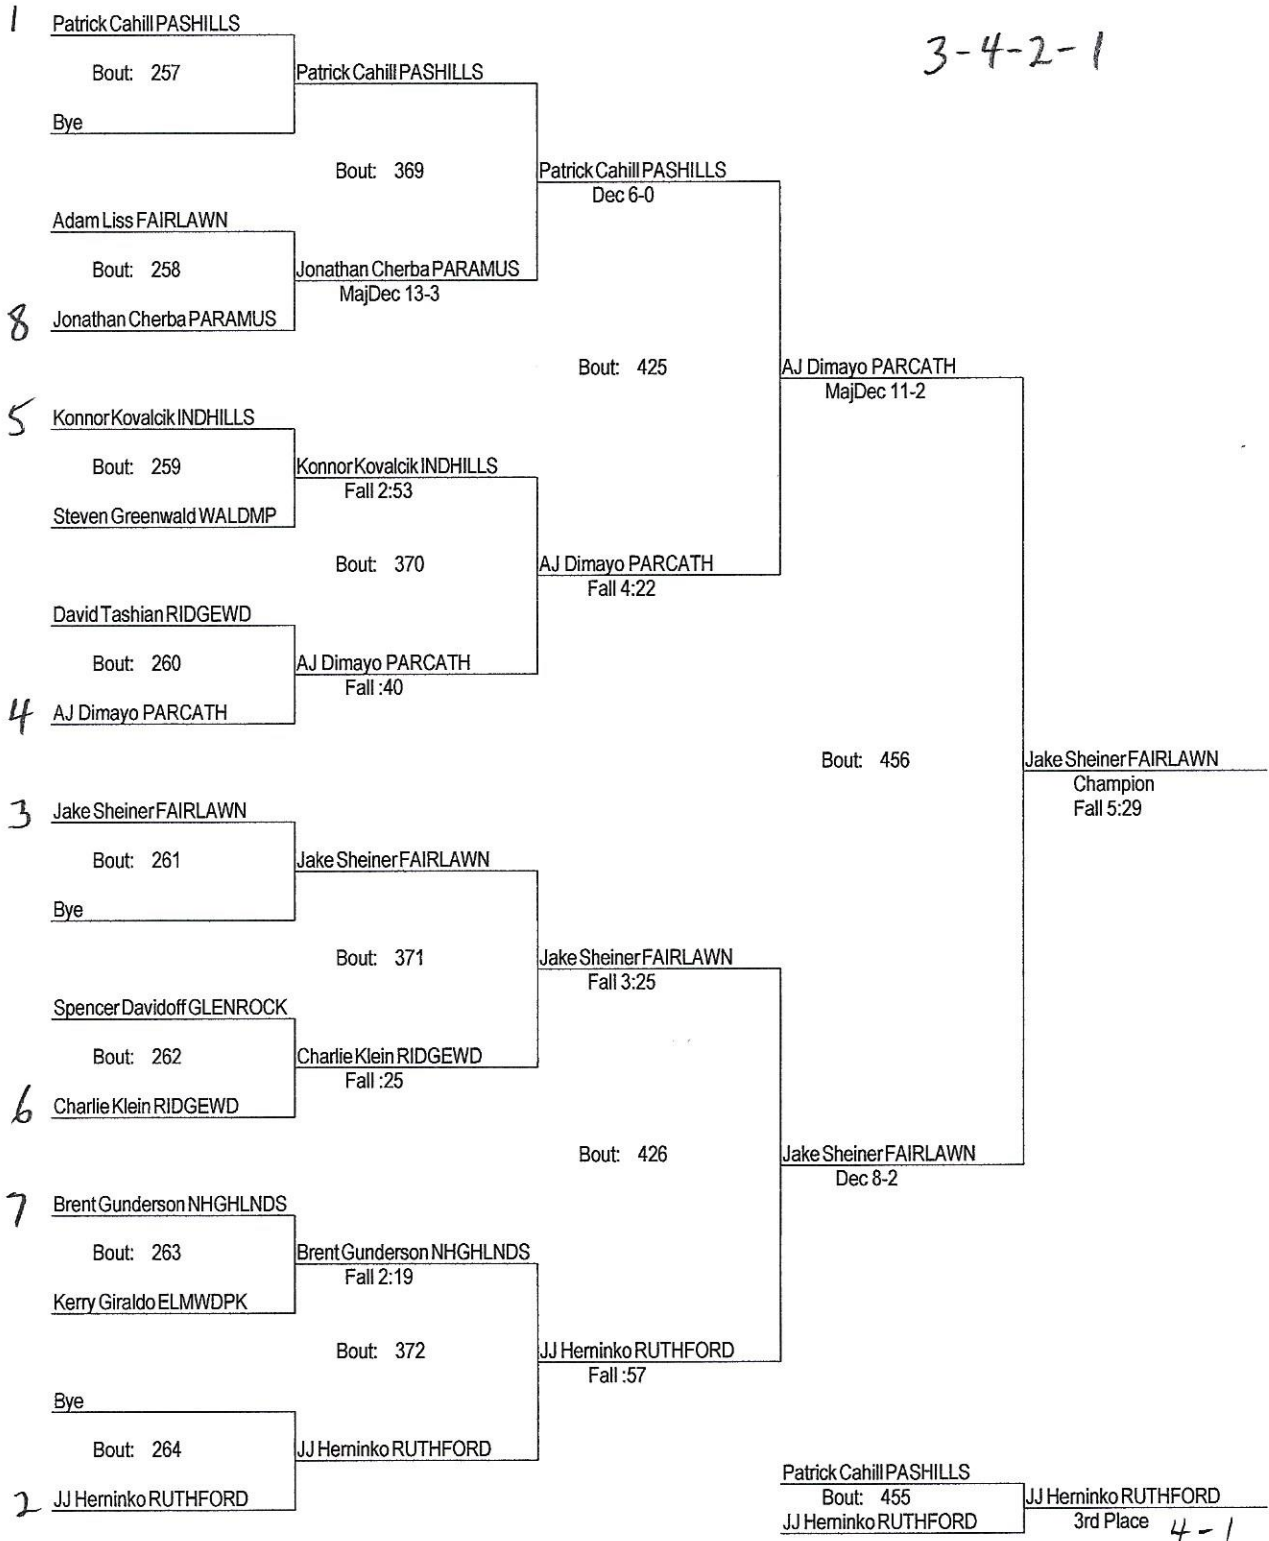 3-4-2-1
1 Patrick Cahill PASHILLS
Bout: 257
Bye
Patrick Cahill PASHILLS
Bout: 369
Adam Liss FAIRLAWN
Bout: 258
8 Jonathan Cherba PARAMUS
Jonathan Cherba PARAMUS
MajDec 13-3
Patrick Cahill PASHILLS
Dec 6-0
Bout: 425
5 Konnor Kovalcik INDHILLS
Bout: 259
Steven Greenwald WALDMP
Konnor Kovalcik INDHILLS
Fall 2:53
Bout: 370
David Tashian RIDGEWD
Bout: 260
4 AJ Dimayo PARCATH
AJ Dimayo PARCATH
Fall :40
AJ Dimayo PARCATH
Fall 4:22
AJ Dimayo PARCATH
MajDec 11-2
Bout: 456
3 Jake Sheiner FAIRLAWN
Bout: 261
Bye
Jake Sheiner FAIRLAWN
Bout: 371
Spencer Davidoff GLENROCK
Bout: 262
6 Charlie Klein RIDGEWD
Charlie Klein RIDGEWD
Fall :25
Jake Sheiner FAIRLAWN
Fall 3:25
Bout: 426
7 Brent Gunderson NHGHLNDS
Bout: 263
Kerry Giraldo ELMWDPK
Brent Gunderson NHGHLNDS
Fall 2:19
Bout: 372
Bye
Bout: 264
2 JJ Herninko RUTHFORD
JJ Herninko RUTHFORD
JJ Herninko RUTHFORD
Fall :57
Jake Sheiner FAIRLAWN
Dec 8-2
Jake Sheiner FAIRLAWN
Champion
Fall 5:29
Patrick Cahill PASHILLS
Bout: 455
JJ Herninko RUTHFORD
JJ Herninko RUTHFORD
3rd Place 4-1